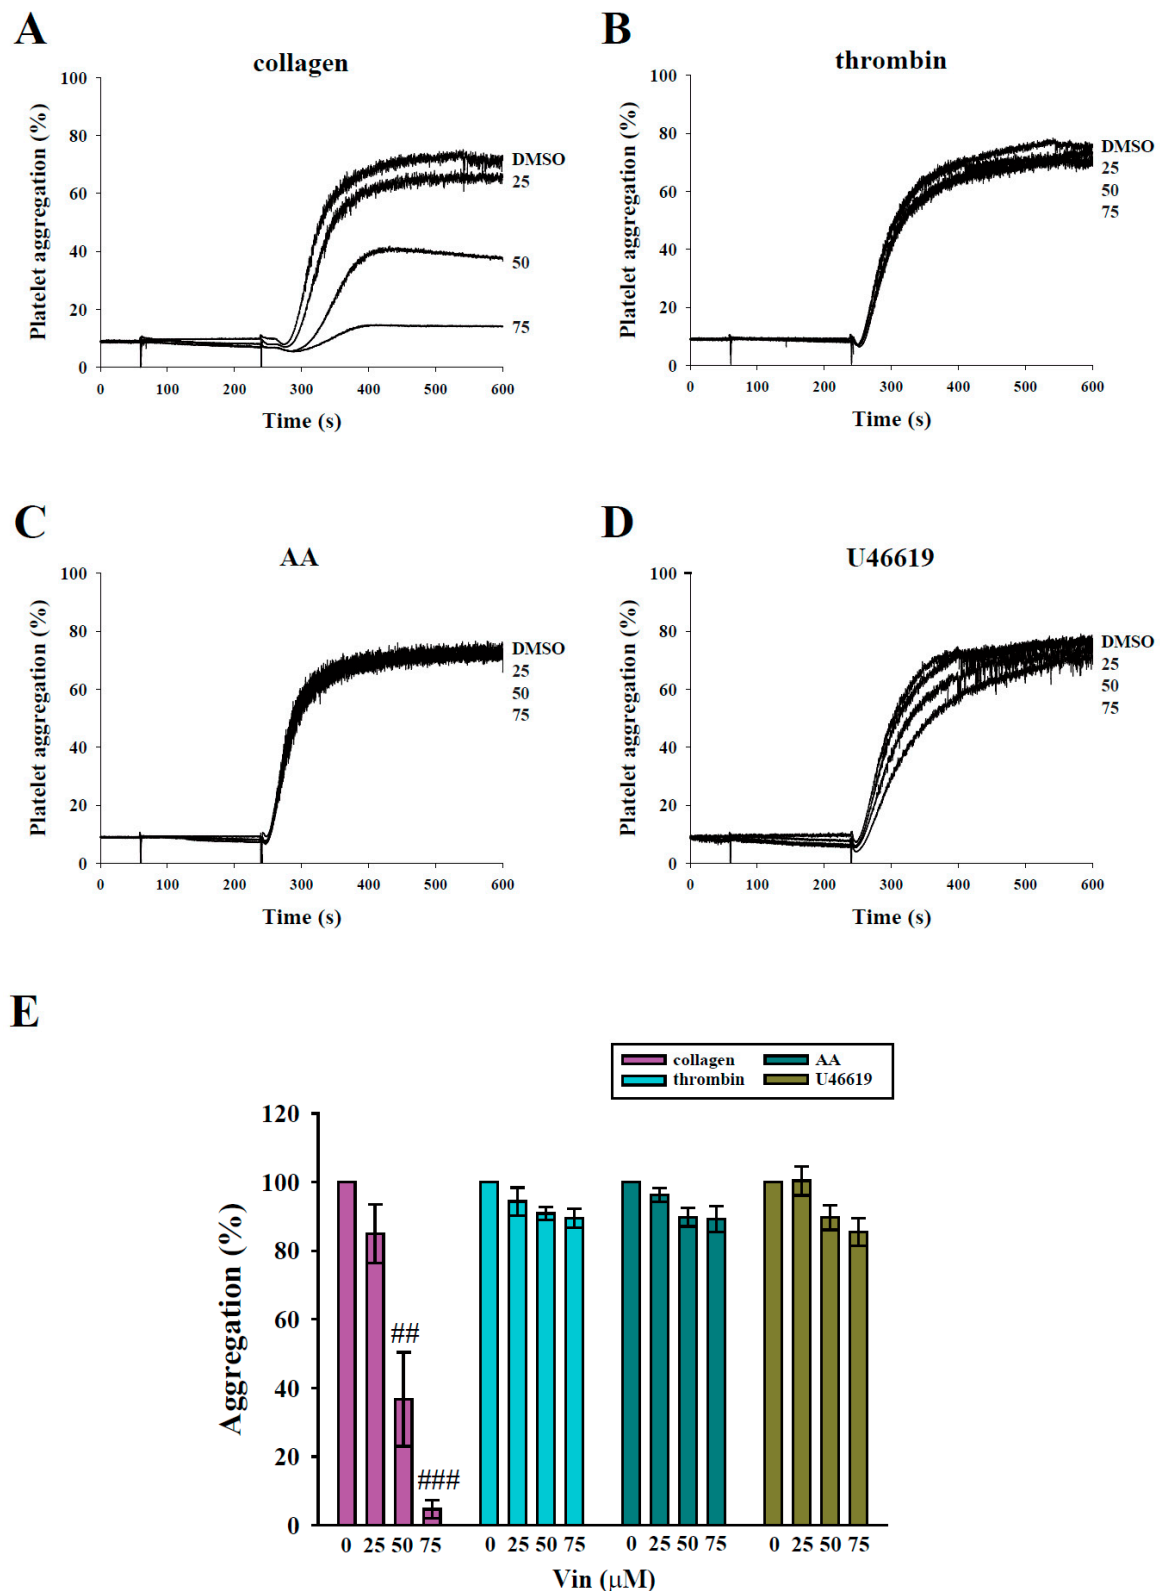 A
collagen
Platelet aggregation (%)
100
80
60
40
20
0
0 100 200 300 400 500 600
Time (s)
DMSO
25
50
75
B
thrombin
Platelet aggregation (%)
100
80
60
40
20
0
0 100 200 300 400 500 600
Time (s)
DMSO
25
50
75
C
AA
Platelet aggregation (%)
100
80
60
40
20
0
0 100 200 300 400 500 600
Time (s)
DMSO
25
50
75
D
U46619
Platelet aggregation (%)
100
80
60
40
20
0
0 100 200 300 400 500 600
Time (s)
DMSO
25
50
75
E
collagen AA
thrombin U46619
Aggregation (%)
120
100
80
60
40
20
0
##
###
0 25 50 75 0 25 50 75 0 25 50 75 0 25 50 75
Vin (μM)